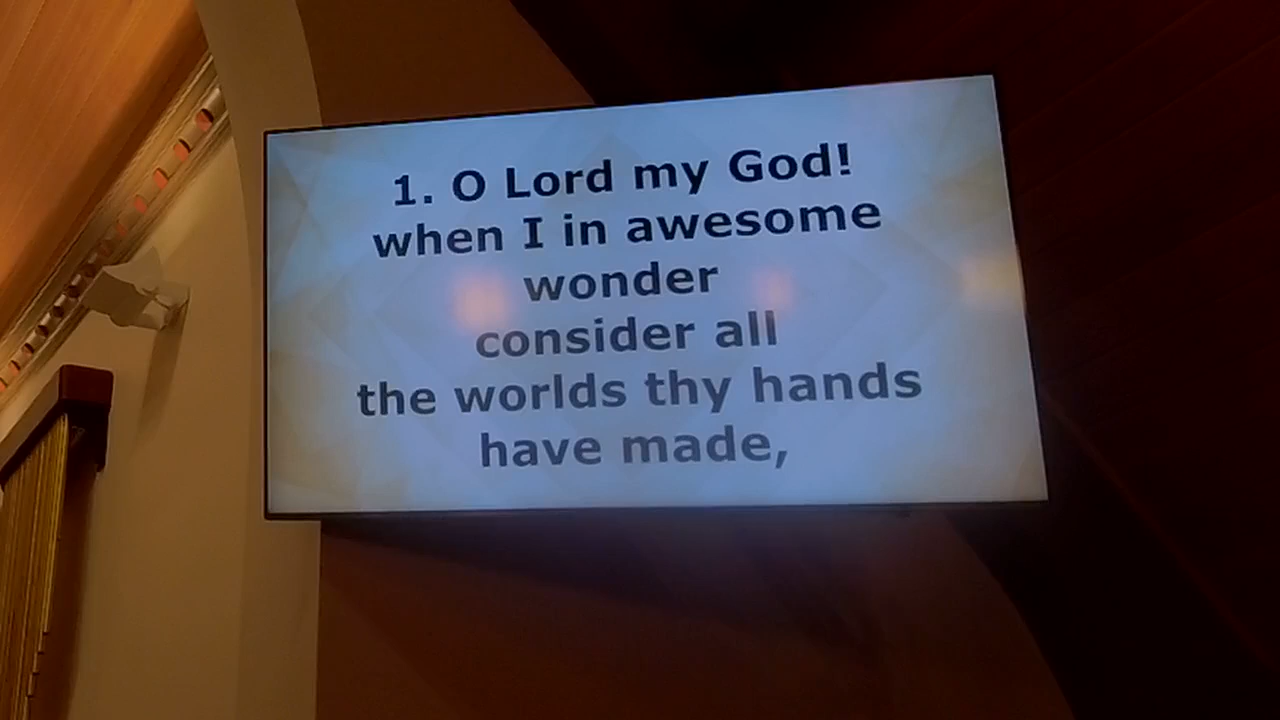 1. O Lord my God!
when I in awesome
wonder
consider all
the worlds thy hands
have made,